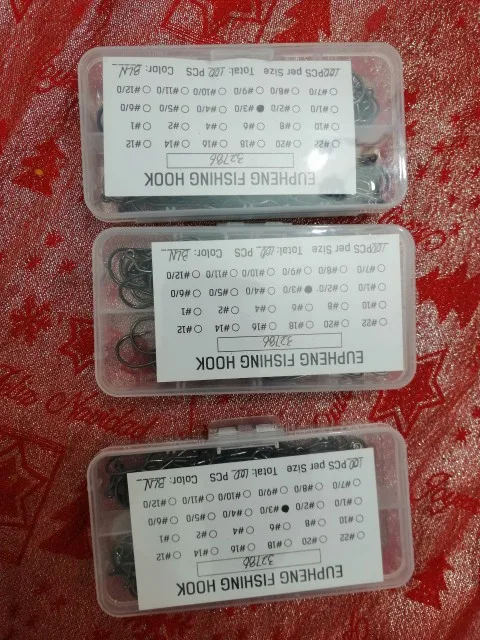 EUPHENG FISHING HOOK
32786
○#22 ○#20 ○#18 ○#16 ○#14 ○#12
○#10 ○#8 ○#6 ○#4 ○#2 ○#1
○#1/0 ○#2/0 ●#3/0 ○#4/0 ○#5/0 ○#6/0
○#7/0 ○#8/0 ○#9/0 ○#10/0 ○#11/0 ○#12/0
100PCS per Size Total: 100 PCS Color: BLN
EUPHENG FISHING HOOK
32786
○#22 ○#20 ○#18 ○#16 ○#14 ○#12
○#10 ○#8 ○#6 ○#4 ○#2 ○#1
○#1/0 ○#2/0 ●#3/0 ○#4/0 ○#5/0 ○#6/0
○#7/0 ○#8/0 ○#9/0 ○#10/0 ○#11/0 ○#12/0
100PCS per Size Total: 100 PCS Color: BLN
EUPHENG FISHING HOOK
32786
○#22 ○#20 ○#18 ○#16 ○#14 ○#12
○#10 ○#8 ○#6 ○#4 ○#2 ○#1
○#1/0 ○#2/0 ●#3/0 ○#4/0 ○#5/0 ○#6/0
○#7/0 ○#8/0 ○#9/0 ○#10/0 ○#11/0 ○#12/0
100PCS per Size Total: 100 PCS Color: BLN
Navidad